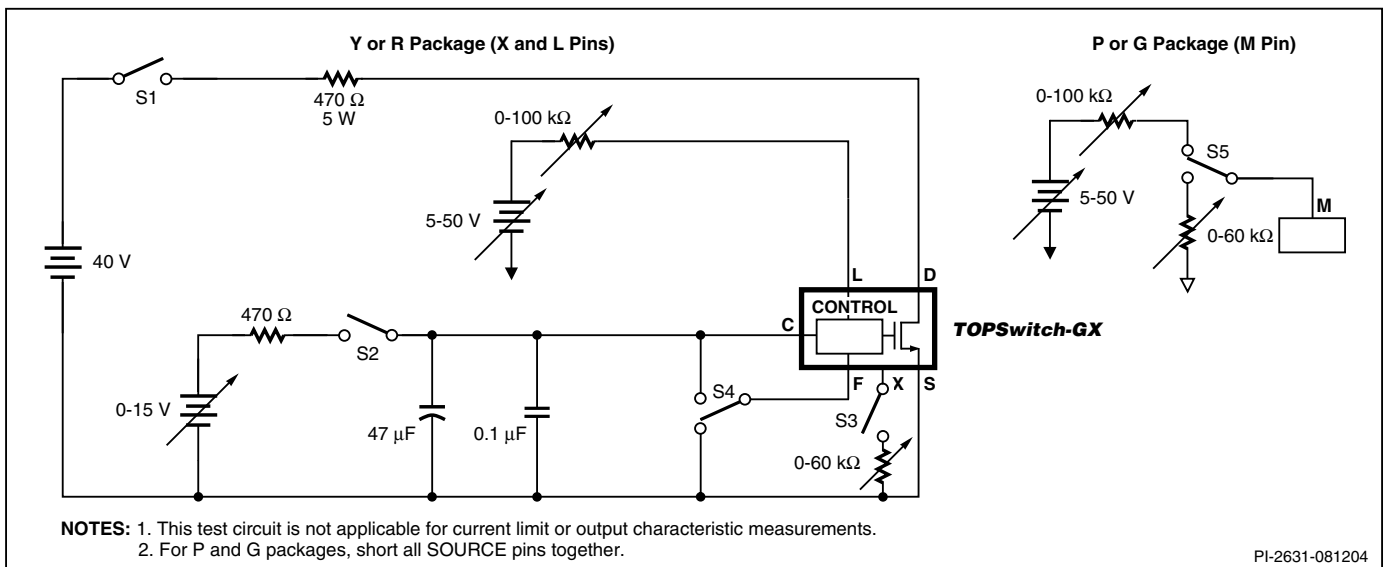 Y or R Package (X and L Pins)
P or G Package (M Pin)
S1
470 Ω
5 W
0-100 kΩ
5-50 V
40 V
470 Ω
S2
0-15 V
47 μF
0.1 μF
S4
L
D
CONTROL
C
TOPSwitch-GX
F
X
S
S3
0-60 kΩ
0-100 kΩ
S5
5-50 V
M
0-60 kΩ
NOTES: 1. This test circuit is not applicable for current limit or output characteristic measurements.
2. For P and G packages, short all SOURCE pins together.
PI-2631-081204